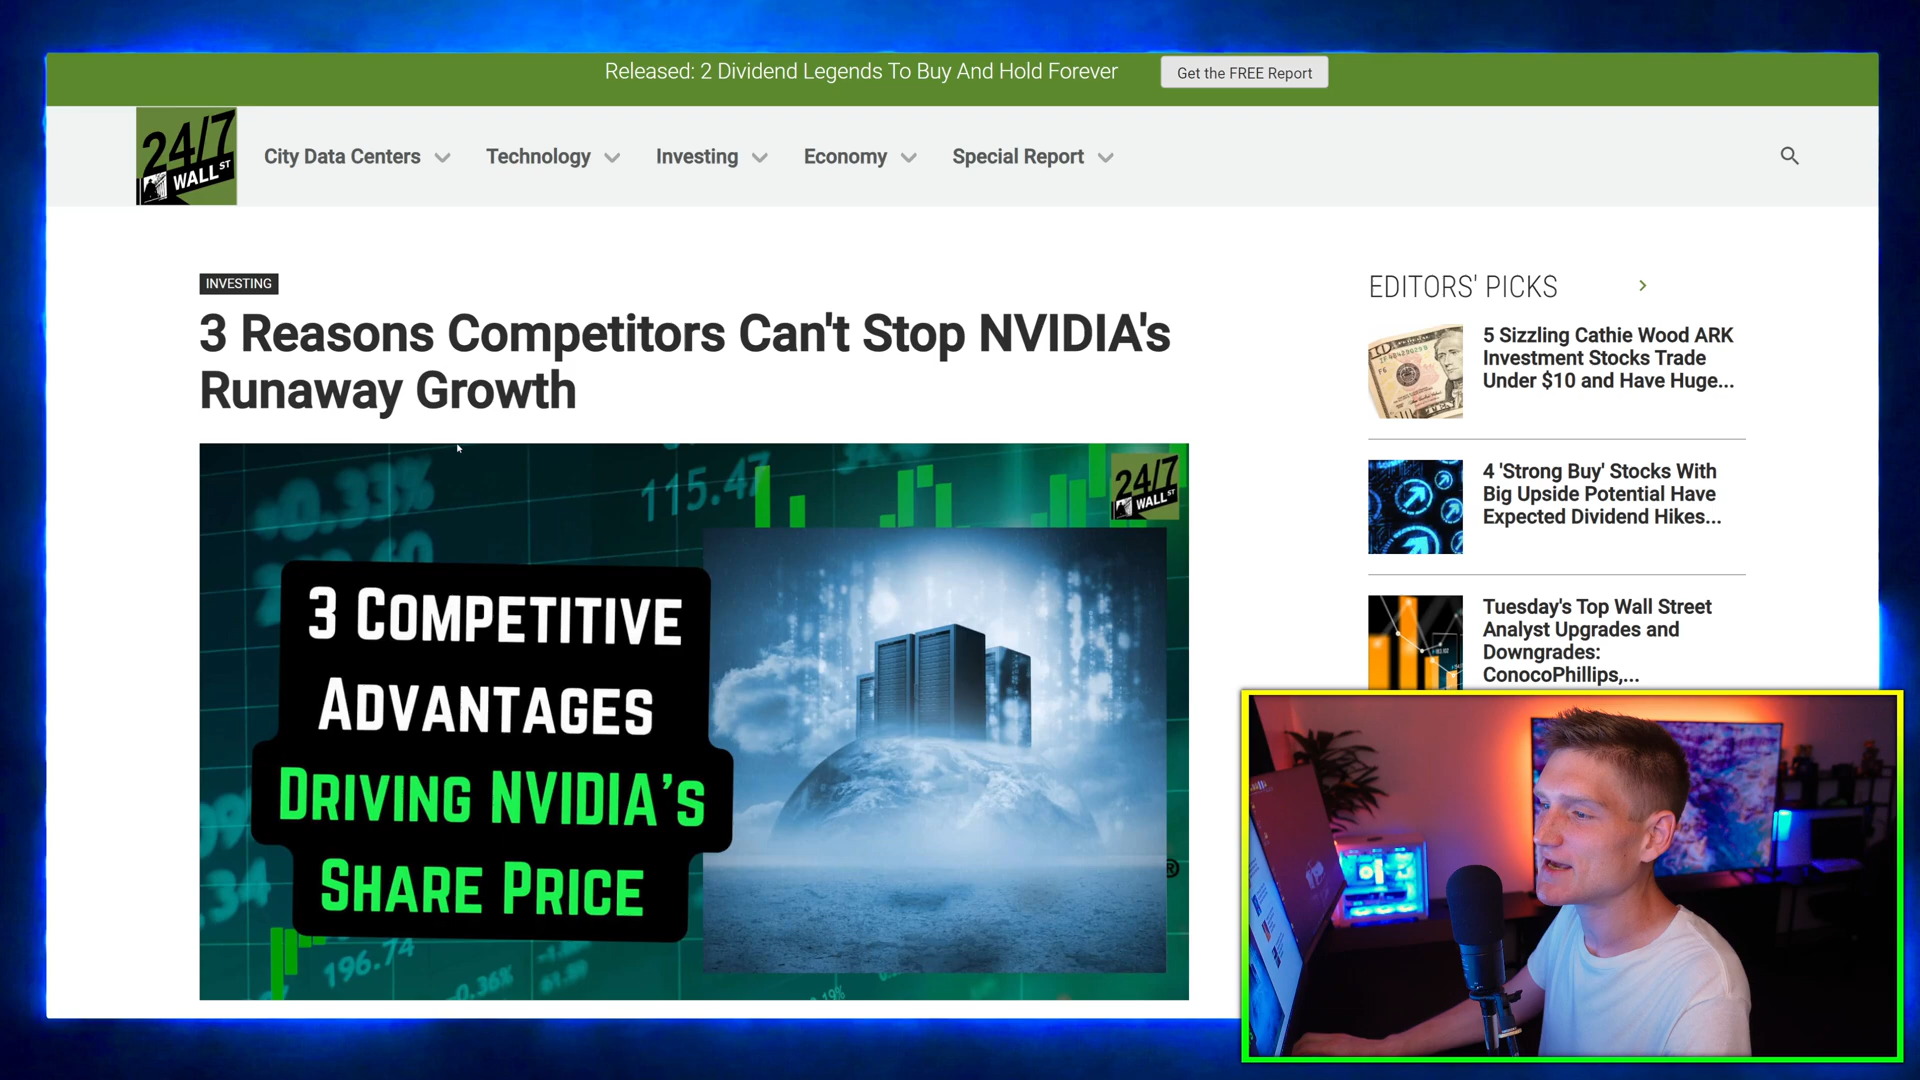 Released: 2 Dividend Legends To Buy And Hold Forever
Get the FREE Report
24/7
WALL ST
City Data Centers
Technology
Investing
Economy
Special Report
INVESTING
3 Reasons Competitors Can't Stop NVIDIA's
Runaway Growth
0.33%
115.47
24/7
WALL ST
3 COMPETITIVE
ADVANTAGES
DRIVING NVIDIA'S
SHARE PRICE
196.74
-0.36%
®
EDITORS' PICKS
5 Sizzling Cathie Wood ARK
Investment Stocks Trade
Under $10 and Have Huge...
4 'Strong Buy' Stocks With
Big Upside Potential Have
Expected Dividend Hikes...
Tuesday's Top Wall Street
Analyst Upgrades and
Downgrades:
ConocoPhillips,...